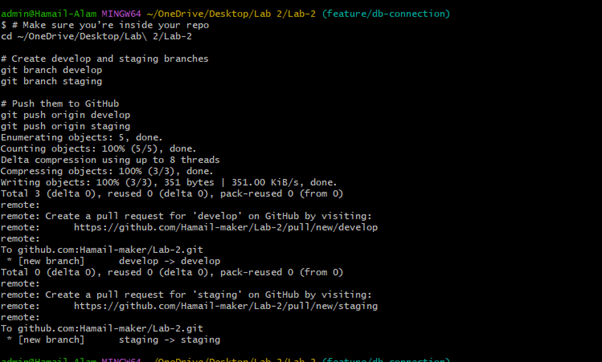 admin@Hamail-Alam MINGW64 ~/OneDrive/Desktop/Lab 2/Lab-2 (feature/db-connection)
$ # Make sure you're inside your repo
cd ~/OneDrive/Desktop/Lab\ 2/Lab-2
# Create develop and staging branches
git branch develop
git branch staging
# Push them to GitHub
git push origin develop
git push origin staging
Enumerating objects: 5, done.
Counting objects: 100% (5/5), done.
Delta compression using up to 8 threads
Compressing objects: 100% (3/3), done.
Writing objects: 100% (3/3), 351 bytes | 351.00 KiB/s, done.
Total 3 (delta 0), reused 0 (delta 0), pack-reused 0 (from 0)
remote:
remote: Create a pull request for 'develop' on GitHub by visiting:
remote:      https://github.com/Hamail-maker/Lab-2/pull/new/develop
remote:
To github.com:Hamail-maker/Lab-2.git
 * [new branch]      develop -> develop
Total 0 (delta 0), reused 0 (delta 0), pack-reused 0 (from 0)
remote:
remote: Create a pull request for 'staging' on GitHub by visiting:
remote:      https://github.com/Hamail-maker/Lab-2/pull/new/staging
remote:
To github.com:Hamail-maker/Lab-2.git
 * [new branch]      staging -> staging
admin@Hamail-Alam MINGW64 ~/OneDrive/Desktop/Lab 2/Lab-2 (feature/db-connection)